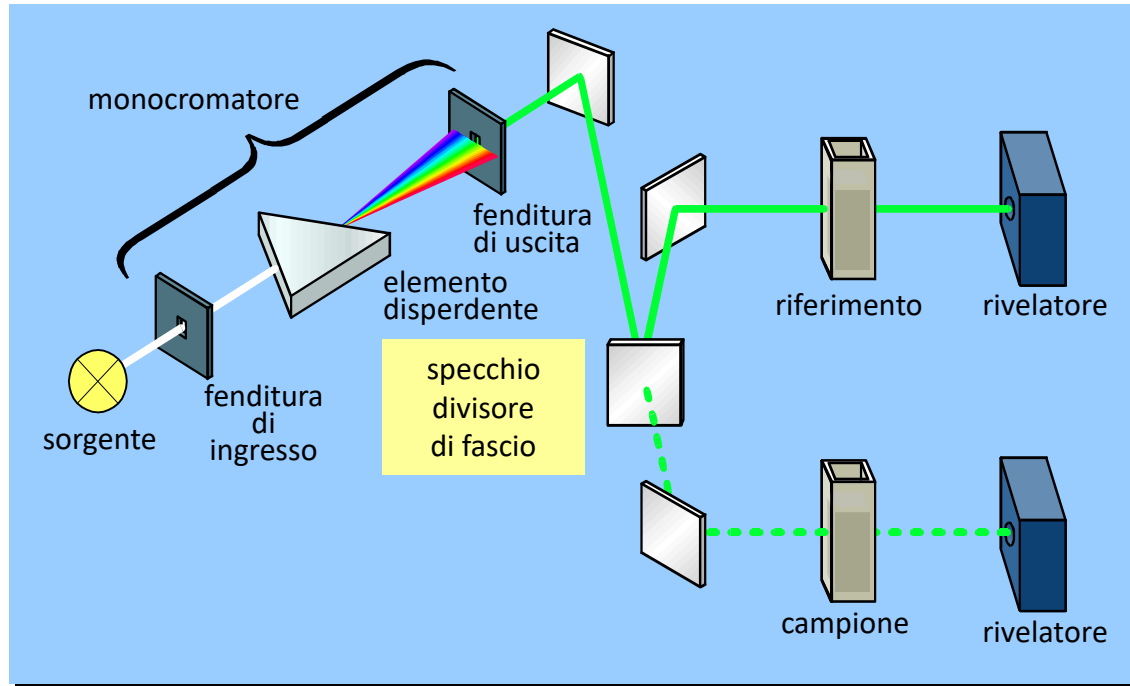 monocromatore
fenditura
di uscita
elemento
disperdente
specchio
divisore
di fascio
fenditura
di
ingresso
sorgente
riferimento
rivelatore
campione
rivelatore